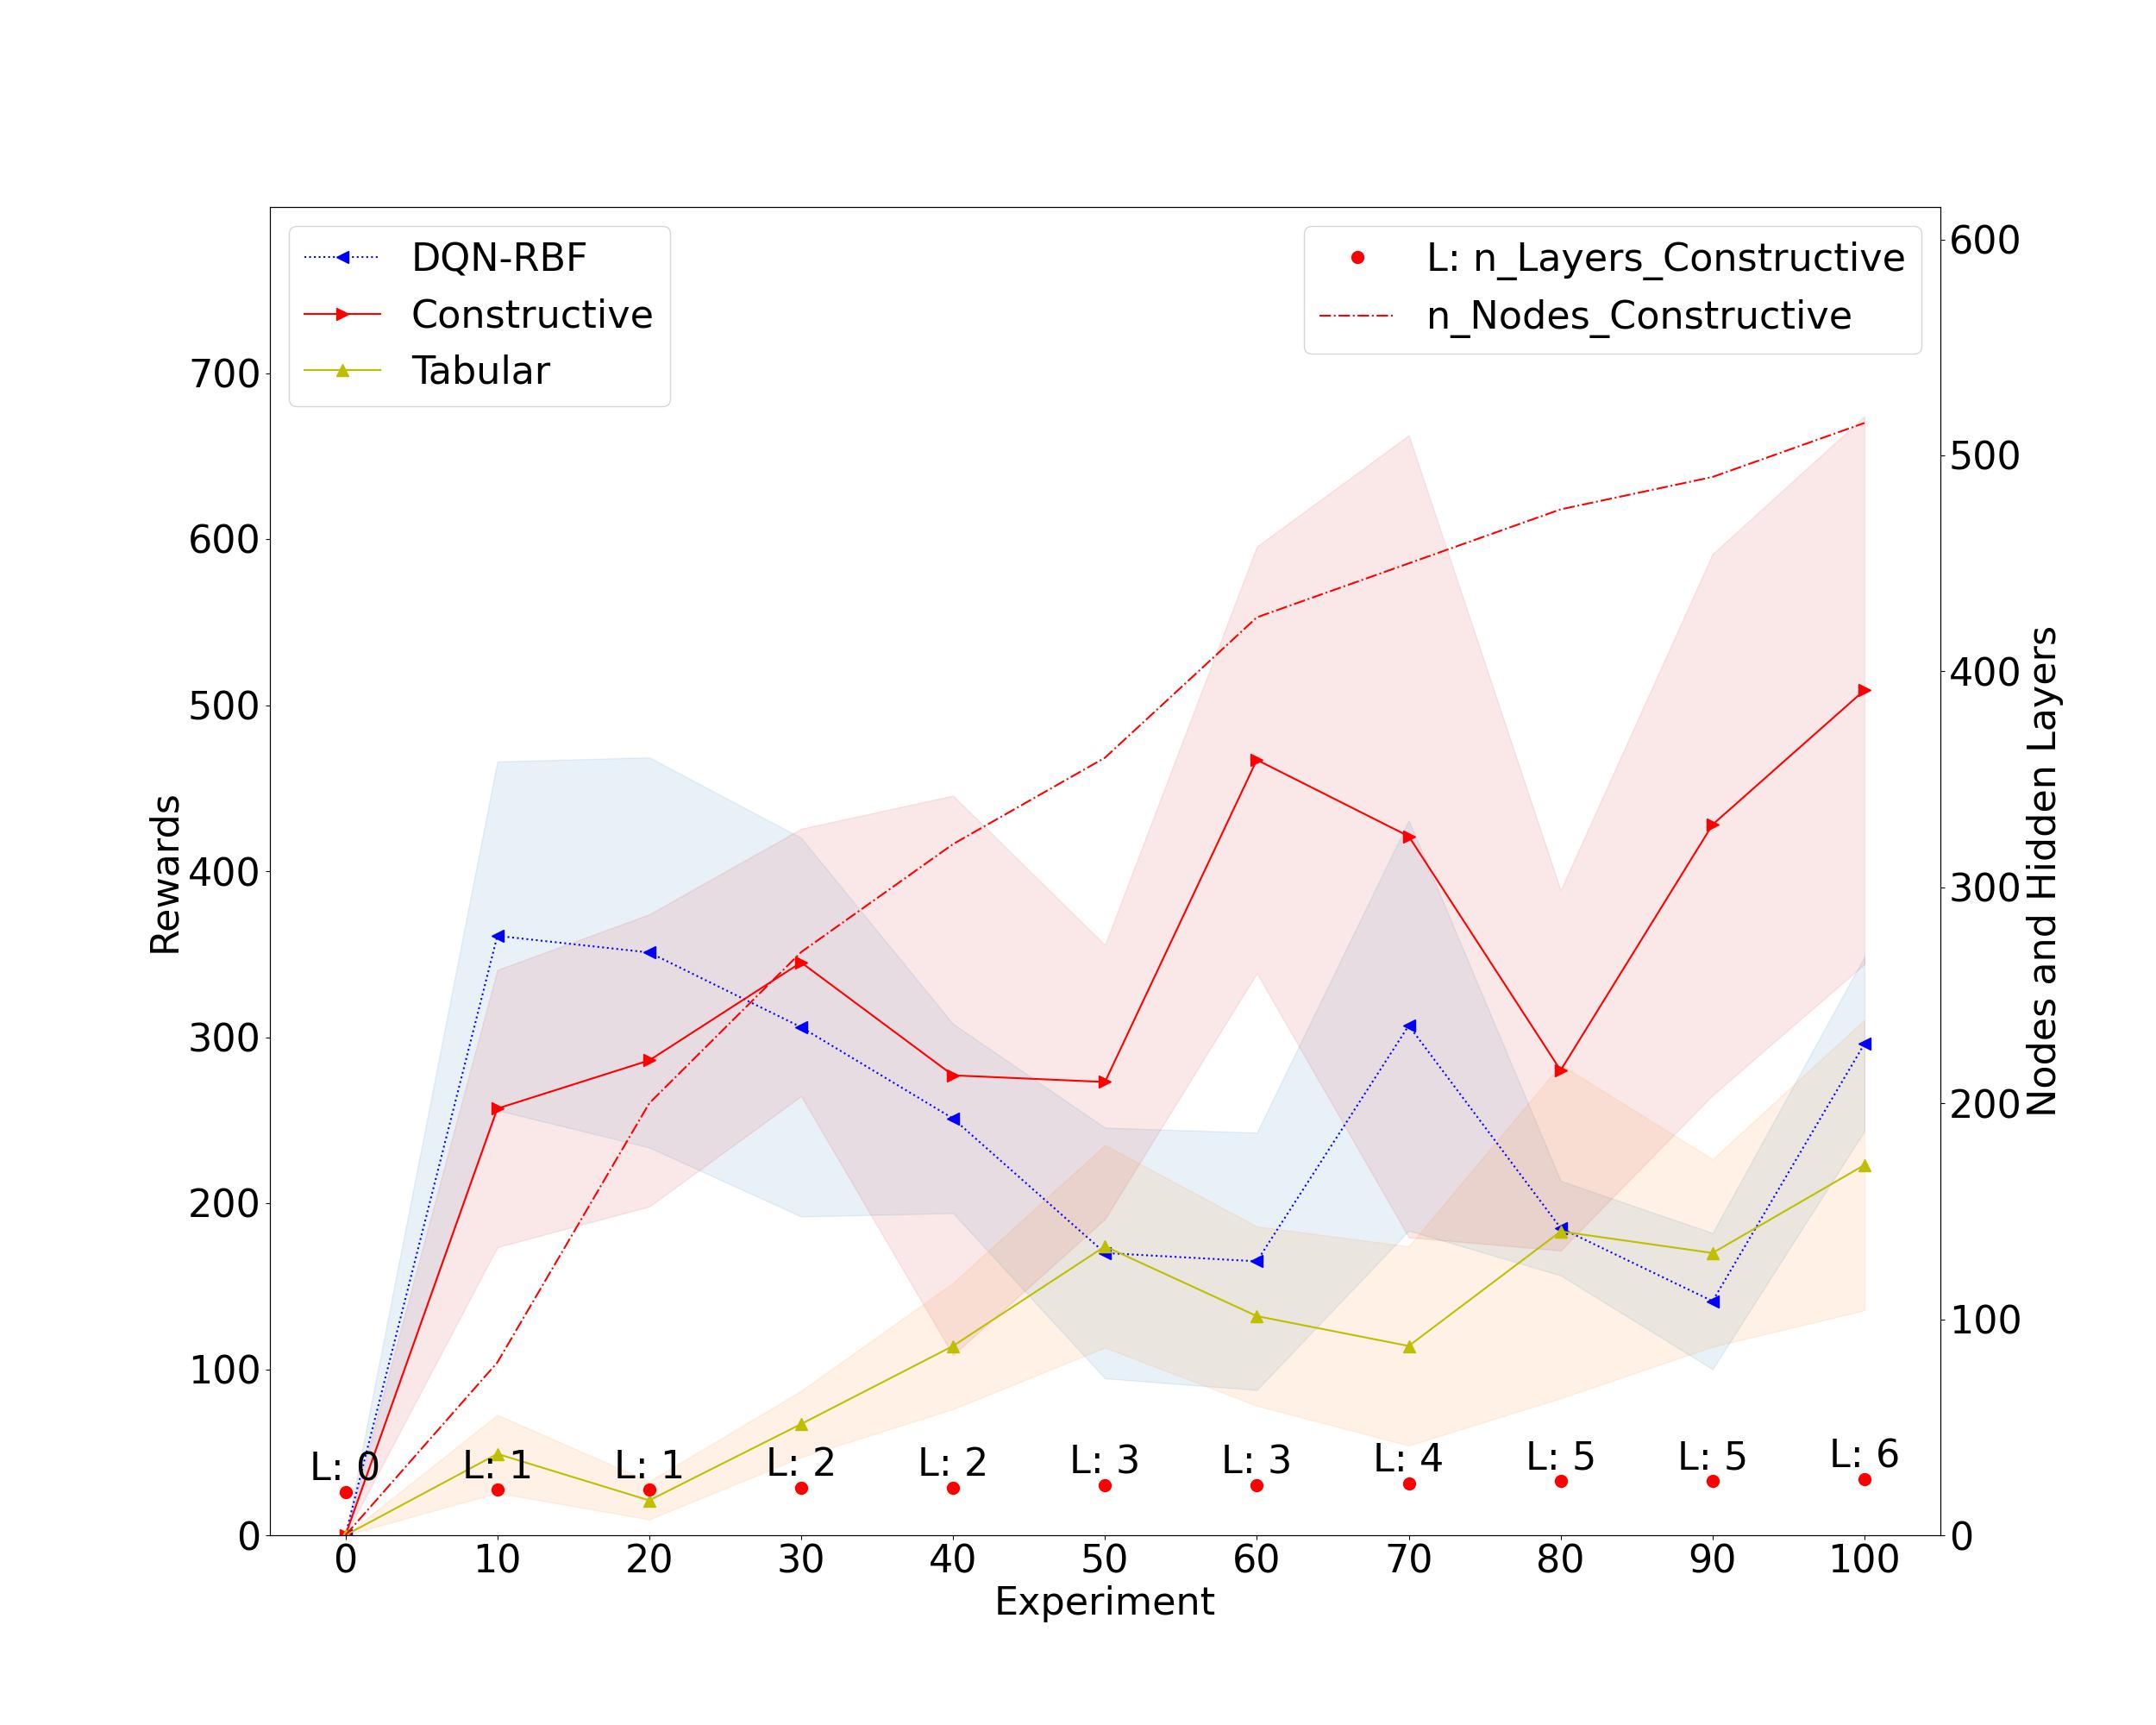 DQN-RBF
Constructive
Tabular
L: n_Layers_Constructive
n_Nodes_Constructive
Rewards
700
600
500
400
300
200
100
0
600
500
400
300
200
100
0
Nodes and Hidden Layers
L: 0 L: 1 L: 1 L: 2 L: 2 L: 3 L: 3 L: 4 L: 5 L: 5 L: 6
0 10 20 30 40 50 60 70 80 90 100
Experiment